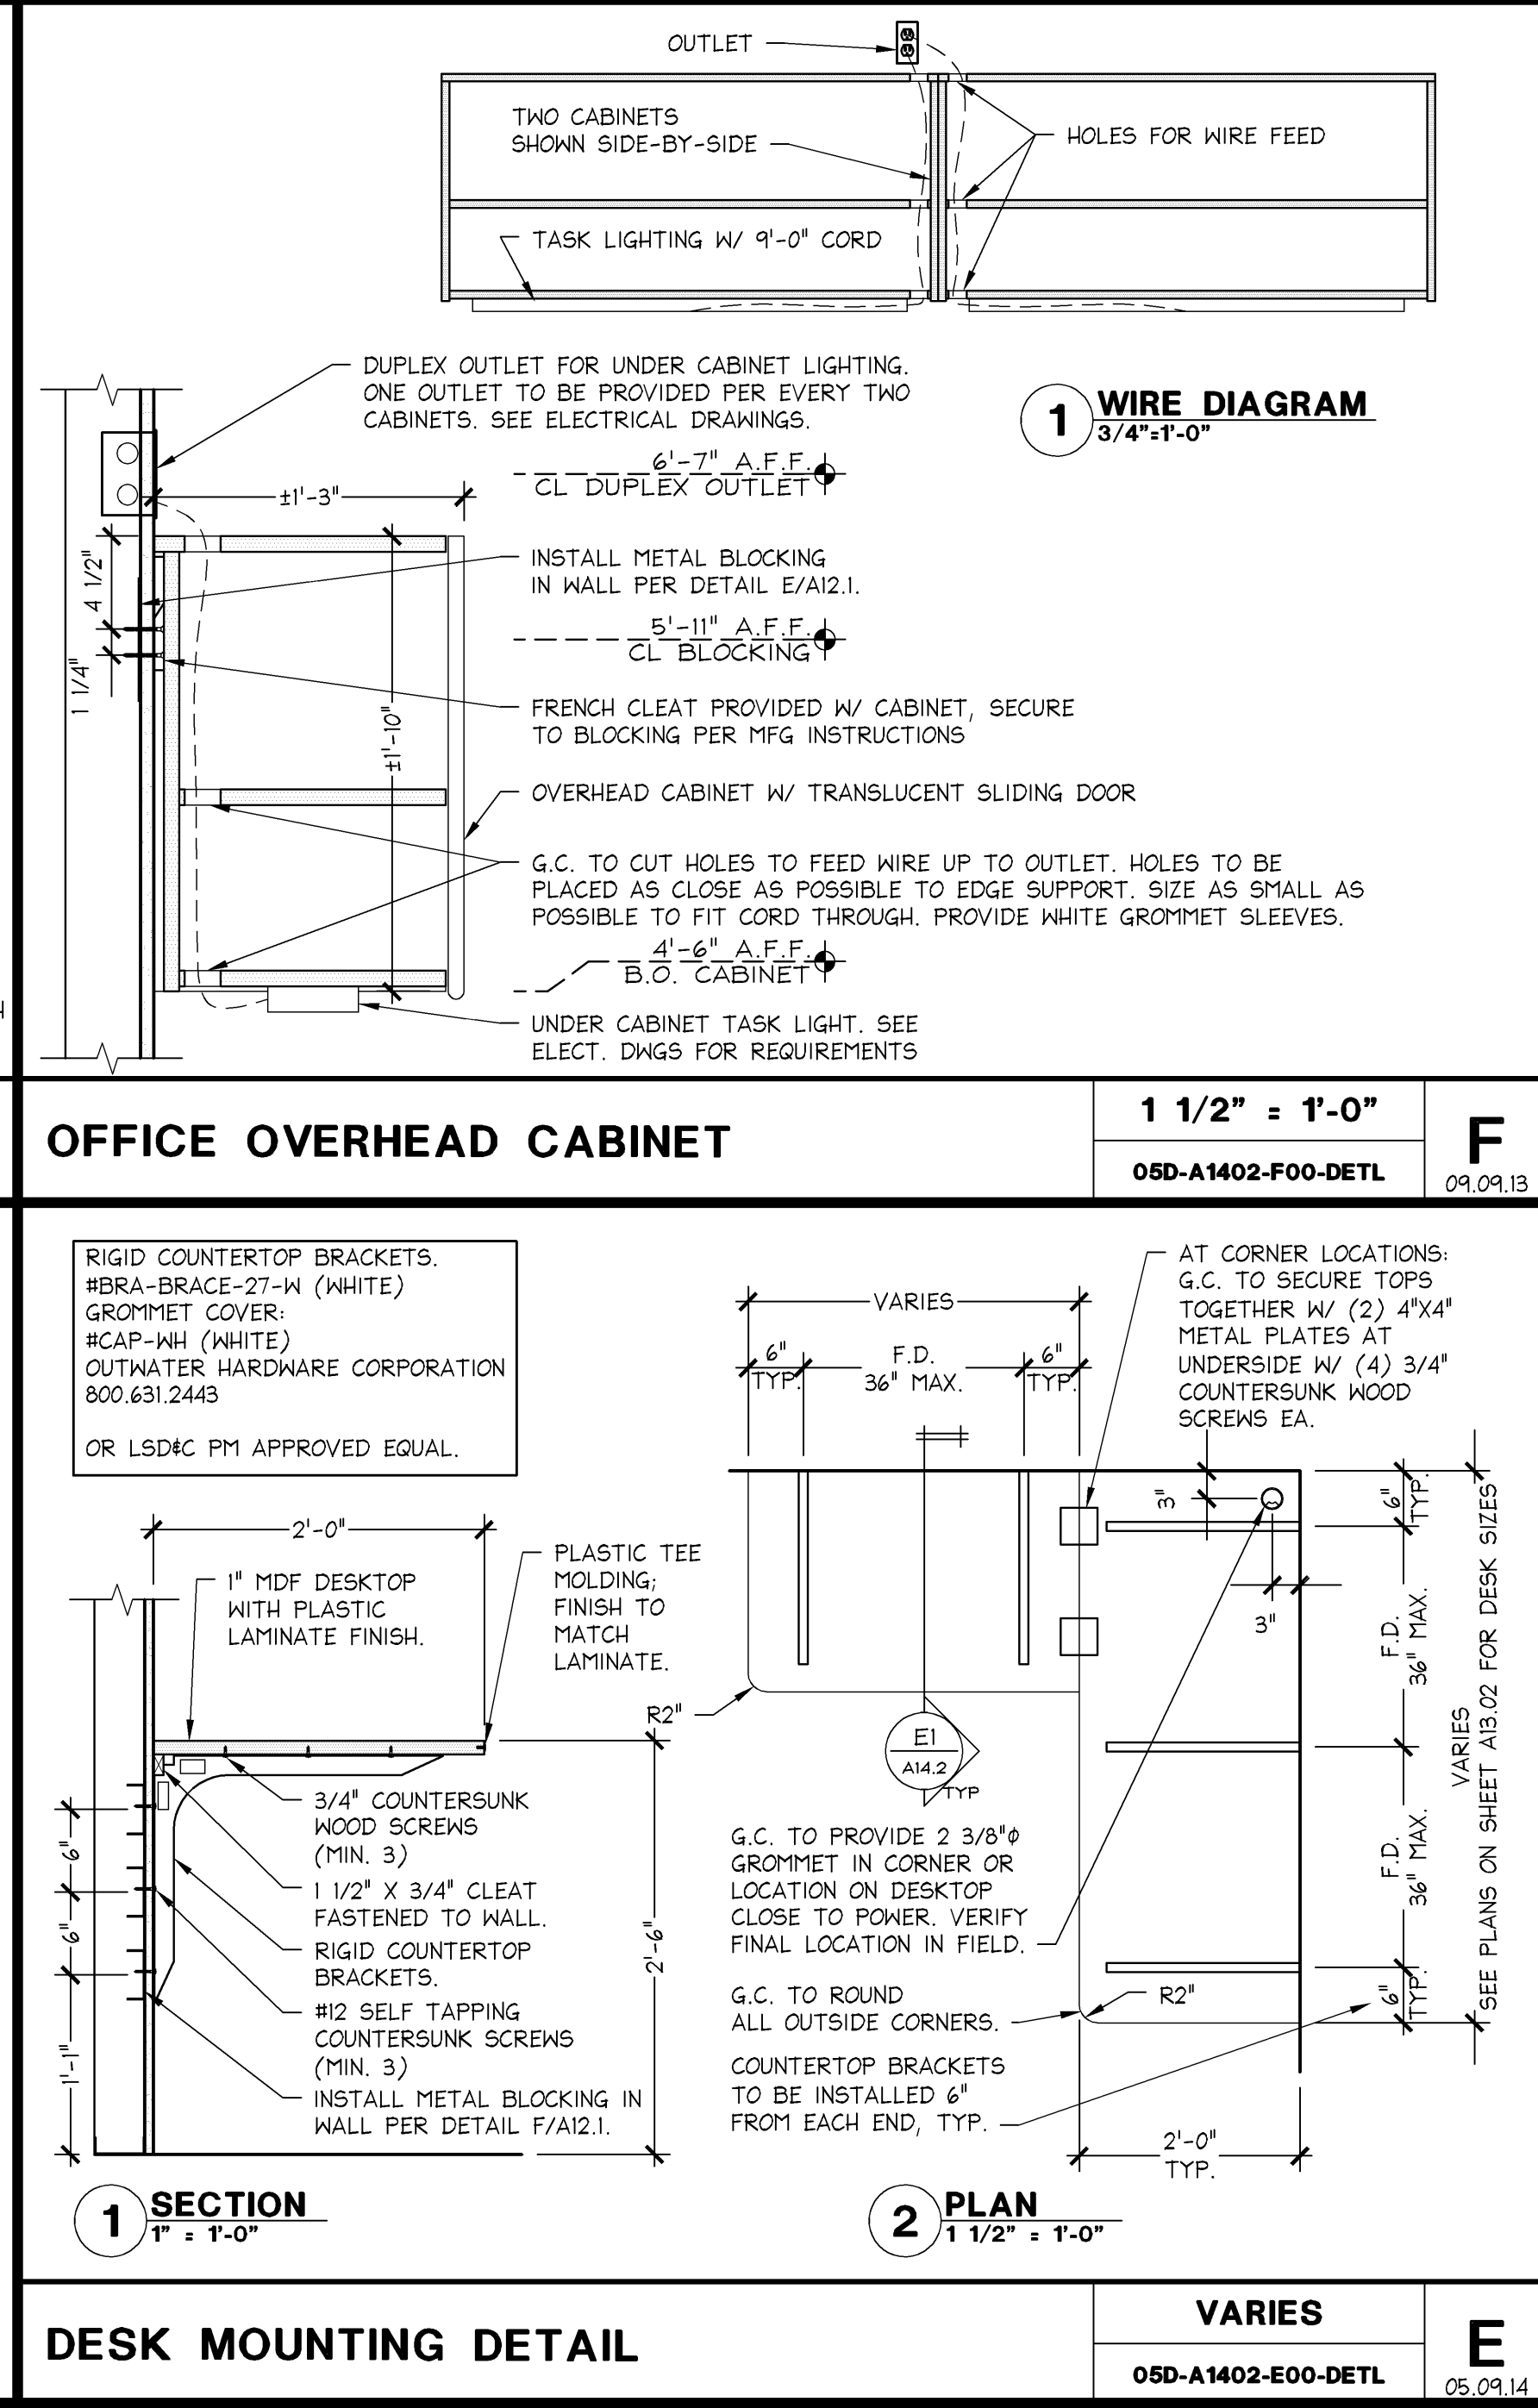 OUTLET
TWO CABINETS
SHOWN SIDE-BY-SIDE
HOLES FOR WIRE FEED
TASK LIGHTING W/ 9'-0" CORD
1
WIRE DIAGRAM
3/4"=1'-0"
DUPLEX OUTLET FOR UNDER CABINET LIGHTING.
ONE OUTLET TO BE PROVIDED PER EVERY TWO
CABINETS. SEE ELECTRICAL DRAWINGS.
6'-7" A.F.F.
CL DUPLEX OUTLET
±1'-3"
4 1/2"
1 1/4"
±1'-10"
INSTALL METAL BLOCKING
IN WALL PER DETAIL E/A12.1.
5'-11" A.F.F.
CL BLOCKING
FRENCH CLEAT PROVIDED W/ CABINET, SECURE
TO BLOCKING PER MFG INSTRUCTIONS
OVERHEAD CABINET W/ TRANSLUCENT SLIDING DOOR
G.C. TO CUT HOLES TO FEED WIRE UP TO OUTLET. HOLES TO BE
PLACED AS CLOSE AS POSSIBLE TO EDGE SUPPORT. SIZE AS SMALL AS
POSSIBLE TO FIT CORD THROUGH. PROVIDE WHITE GROMMET SLEEVES.
4'-6" A.F.F.
B.O. CABINET
UNDER CABINET TASK LIGHT. SEE
ELECT. DWGS FOR REQUIREMENTS
OFFICE OVERHEAD CABINET
1 1/2" = 1'-0"
05D-A1402-F00-DETL
F
09.09.13
RIGID COUNTERTOP BRACKETS.
#BRA-BRACE-27-W (WHITE)
GROMMET COVER:
#CAP-WH (WHITE)
OUTWATER HARDWARE CORPORATION
800.631.2443
OR LSD&C PM APPROVED EQUAL.
2'-0"
1" MDF DESKTOP
WITH PLASTIC
LAMINATE FINISH.
PLASTIC TEE
MOLDING;
FINISH TO
MATCH
LAMINATE.
3/4" COUNTERSUNK
WOOD SCREWS
(MIN. 3)
1 1/2" X 3/4" CLEAT
FASTENED TO WALL.
RIGID COUNTERTOP
BRACKETS.
#12 SELF TAPPING
COUNTERSUNK SCREWS
(MIN. 3)
INSTALL METAL BLOCKING IN
WALL PER DETAIL F/A12.1.
6"
6"
1'-1"
2'-6"
1
SECTION
1" = 1'-0"
VARIES
6"
TYP.
F.D.
36" MAX.
6"
TYP.
AT CORNER LOCATIONS:
G.C. TO SECURE TOPS
TOGETHER W/ (2) 4"X4"
METAL PLATES AT
UNDERSIDE W/ (4) 3/4"
COUNTERSUNK WOOD
SCREWS EA.
3"
3"
6"
TYP.
F.D.
36" MAX.
F.D.
36" MAX.
6"
TYP.
VARIES
SEE PLANS ON SHEET A13.02 FOR DESK SIZES
R2"
E1
A14.2
TYP
G.C. TO PROVIDE 2 3/8"ϕ
GROMMET IN CORNER OR
LOCATION ON DESKTOP
CLOSE TO POWER. VERIFY
FINAL LOCATION IN FIELD.
G.C. TO ROUND
ALL OUTSIDE CORNERS.
R2"
COUNTERTOP BRACKETS
TO BE INSTALLED 6"
FROM EACH END, TYP.
2'-0"
TYP.
2
PLAN
1 1/2" = 1'-0"
DESK MOUNTING DETAIL
VARIES
05D-A1402-E00-DETL
E
05.09.14